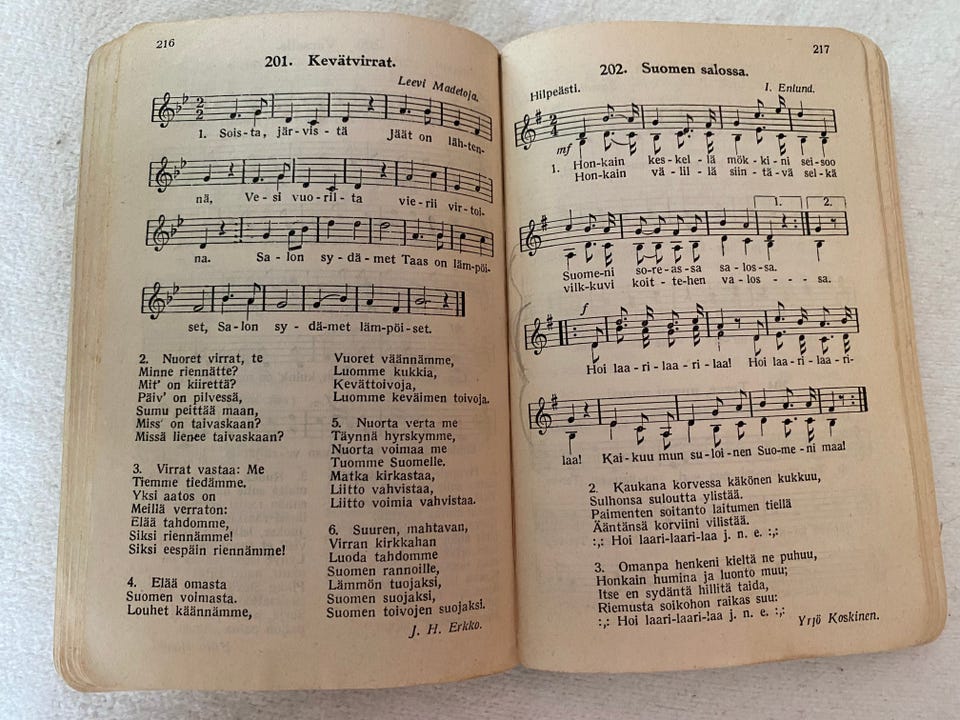 216
201. Kevätvirrat.
Leevi Madetoja.
1. Sois-ta, jär-vis-tä Jäät on läh-ten-
nä, Ve-si vuo-ril-ta vie-rii vir-toi-
na. Sa-lon sy-dä-met Taas on läm-pöi-
set, Sa-lon sy-dä-met läm-pöi-set.
2. Nuoret virrat, te
Minne riennätte?
Mit' on kiirettä?
Päiv' on pilvessä,
Sumu peittää maan,
Miss' on taivaskaan?
Missä lienee taivaskaan?
3. Virrat vastaa: Me
Tiemme tiedämme.
Yksi aatos on
Meillä verraton:
Elää tahdomme,
Siksi riennämme!
Siksi eespäin riennämme!
4. Elää omasta
Suomen voimasta.
Louhet käännämme,
Vuoret väännämme,
Luomme kukkia,
Kevättoivoja,
Luomme keväimen toivoja.
5. Nuorta verta me
Täynnä hyrskymme,
Nuorta voimaa me
Tuomme Suomelle.
Matka kirkastaa,
Liitto vahvistaa,
Liitto voimia vahvistaa.
6. Suuren, mahtavan,
Virran kirkkahan
Luoda tahdomme
Suomen rannoille,
Lämmön tuojaksi,
Suomen suojaksi,
Suomen toivojen suojaksi.
J. H. Erkko.
217
202. Suomen salossa.
Hilpeästi.
I. Enlund.
mf
1. Hon-kain kes-kel-lä mök-ki-ni sei-soo
Hon-kain vä-lil-lä siin-tä-vä sel-kä
1. 2.
Suome-ni so-re-as-sa sa-los-sa.
vilk-kuvi koit-te-hen va-los---sa.
f
Hoi laa-ri-laa-ri-laa! Hoi laa-ri-laa-ri-
laa! Kai-kuu mun su-loi-nen Suo-me-ni maa!
2. Kaukana korvessa käkönen kukkuu,
Sulhonsa suloutta ylistää.
Paimenten soitanto laitumen tiellä
Ääntänsä korviini vilistää.
:,: Hoi laari-laari-laa j. n. e. :,:
3. Omanpa henkeni kieltä ne puhuu,
Honkain humina ja luonto muu;
Itse en sydäntä hillitä taida,
Riemusta soikohon raikas suu:
:,: Hoi laari-laari-laa j. n. e. :,:
Yrjö Koskinen.